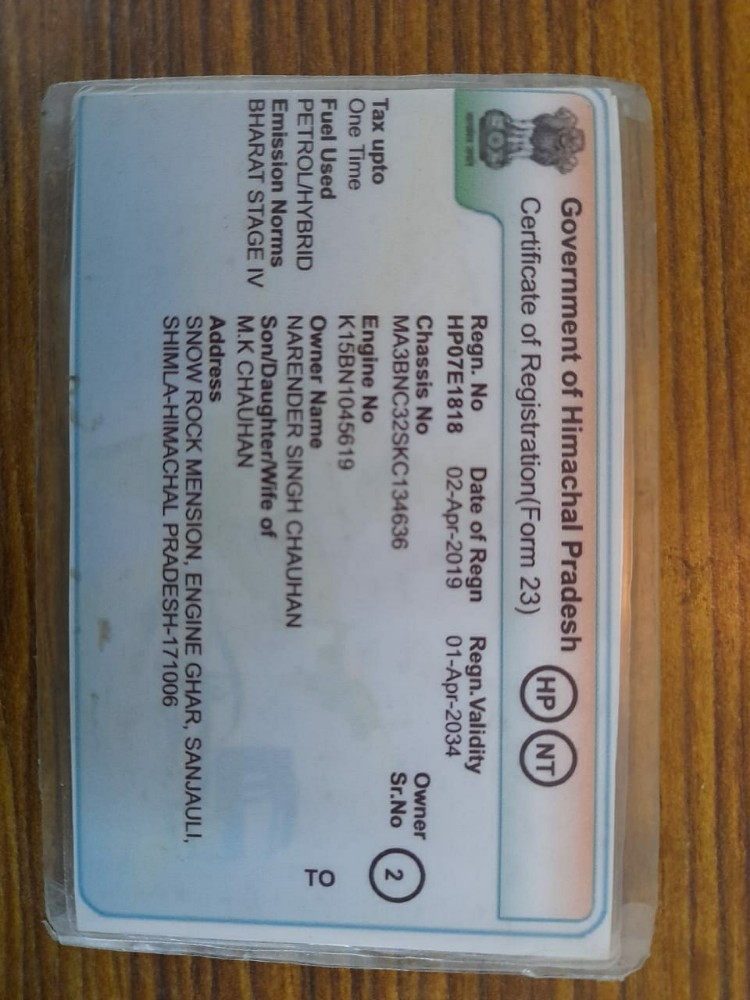 Government of Himachal Pradesh
Certificate of Registration(Form 23)
HP NT
Regn. No Date of Regn Regn.Validity
HP07E1818 02-Apr-2019 01-Apr-2034
Chassis No
MA3BNC32SKC134636
Owner
Sr.No 2
Tax upto
One Time
Engine No
K15BN1045619
Fuel Used
PETROL/HYBRID
Owner Name
NARENDER SINGH CHAUHAN
Emission Norms
BHARAT STAGE IV
Son/Daughter/Wife of
M.K CHAUHAN
Address
SNOW ROCK MENSION, ENGINE GHAR, SANJAULI,
SHIMLA-HIMACHAL PRADESH-171006